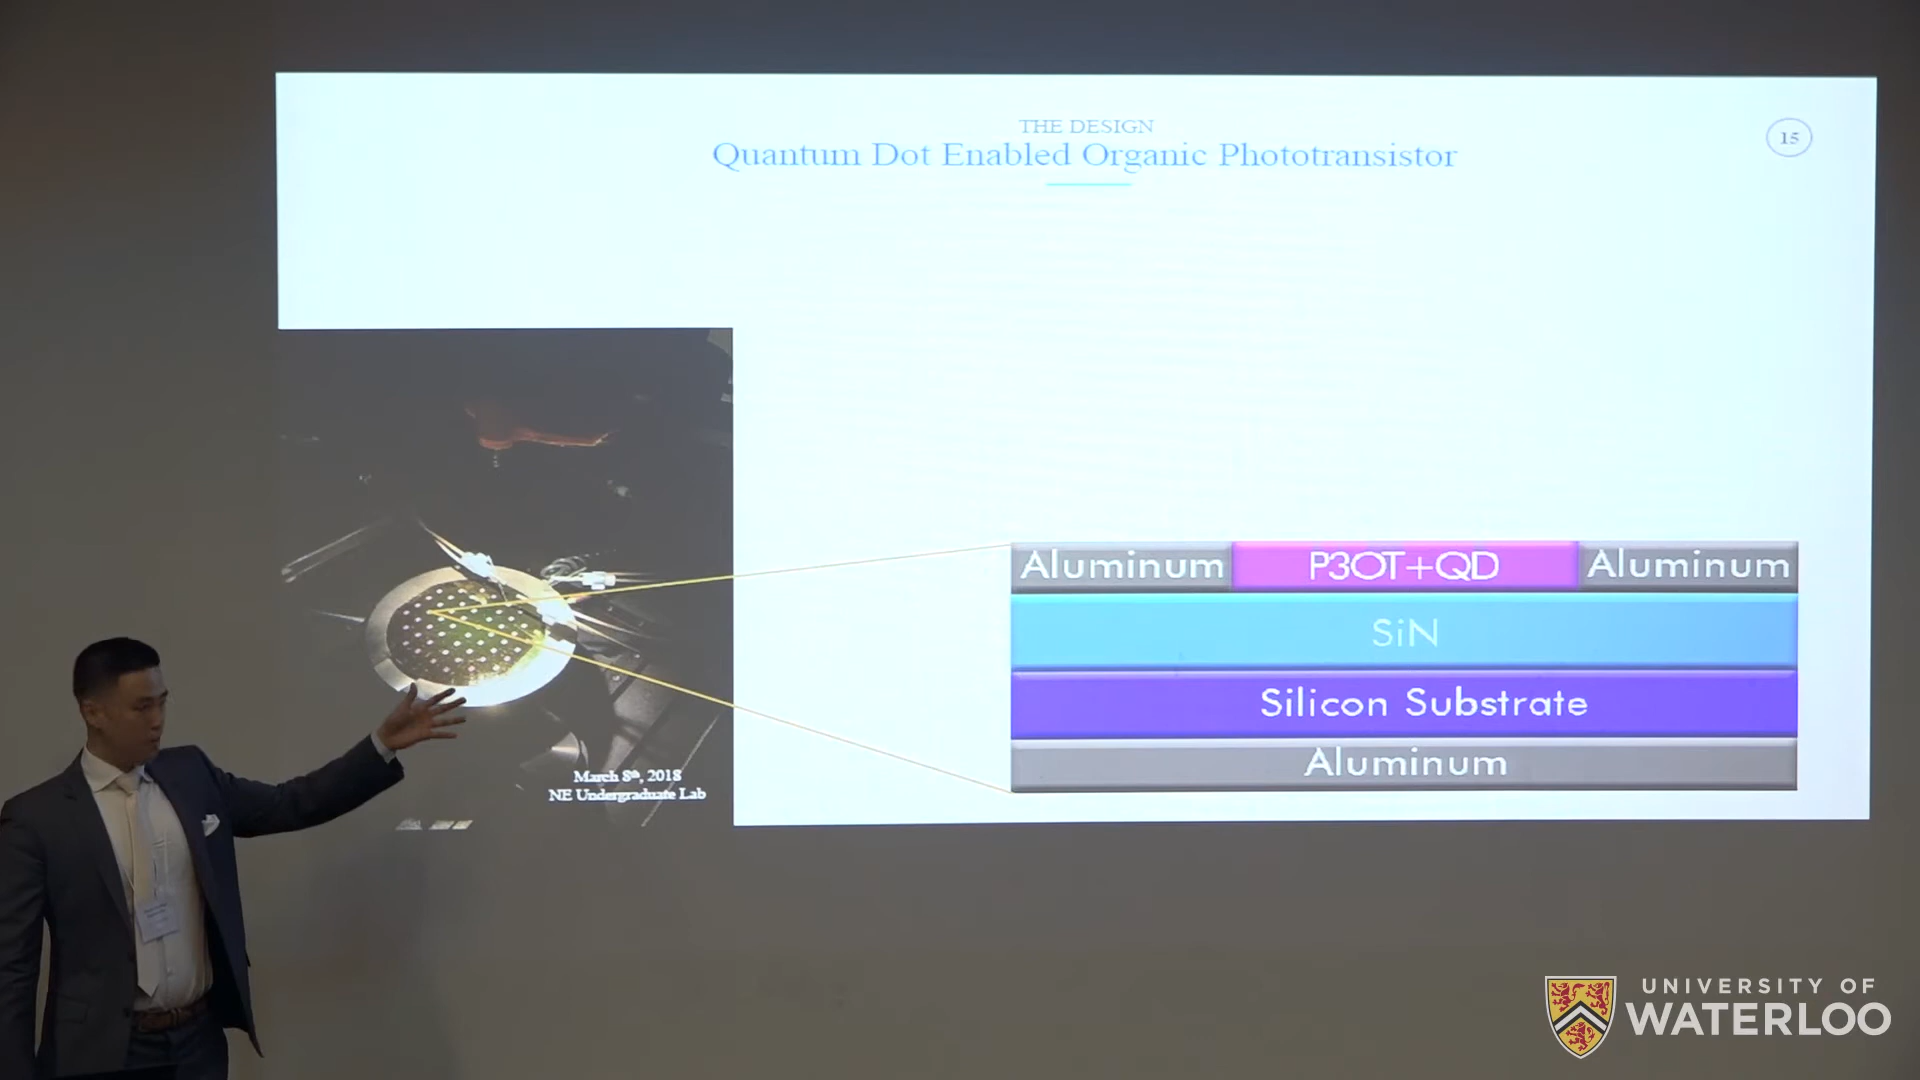 THE DESIGN
Quantum Dot Enabled Organic Phototransistor
15
Aluminum P3OT+QD Aluminum
SiN
Silicon Substrate
Aluminum
March 8th, 2018
NE Undergraduate Lab
UNIVERSITY OF
WATERLOO